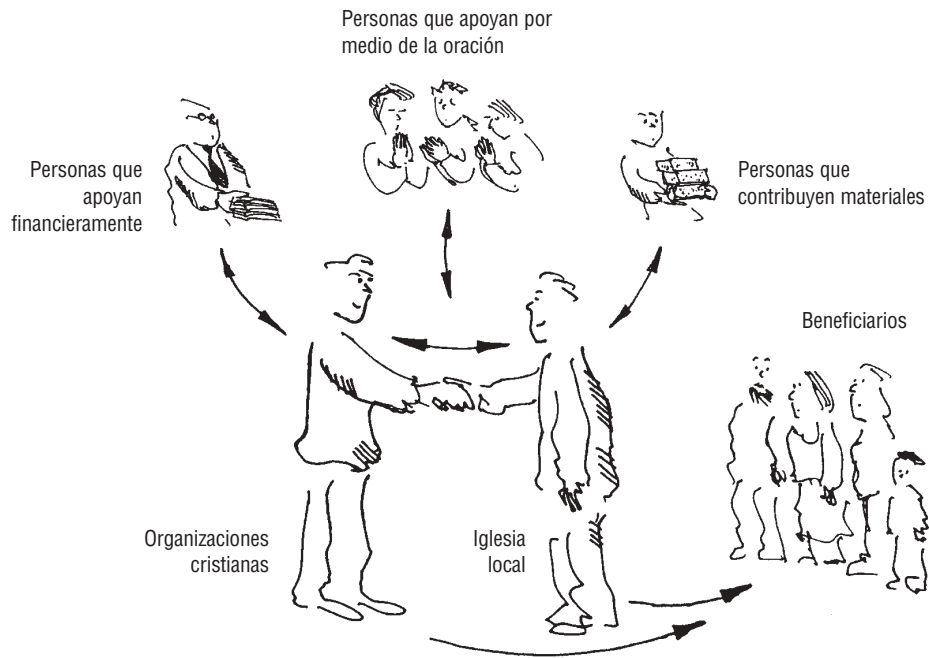 Personas que apoyan por
medio de la oración
Personas que
apoyan
financieramente
Personas que
contribuyen materiales
Beneficiarios
Organizaciones
cristianas
Iglesia
local